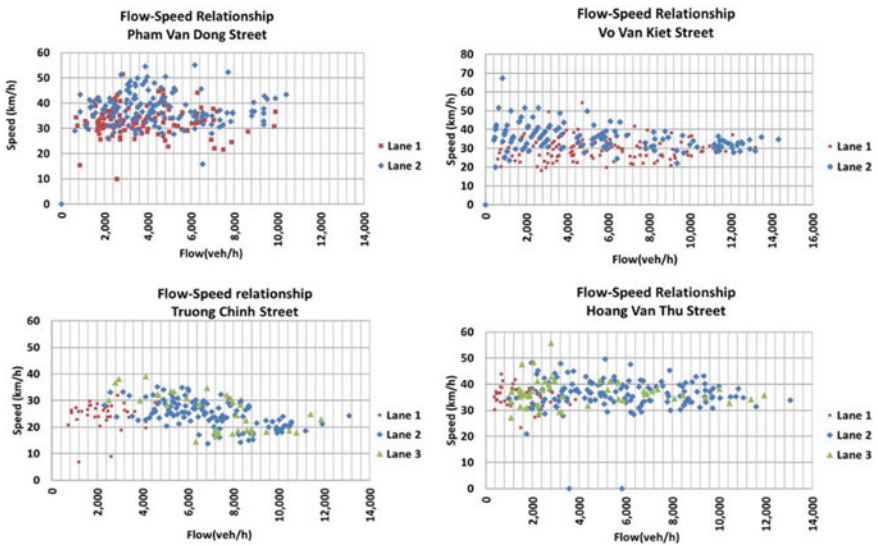 Flow-Speed Relationship
Pham Van Dong Street
Speed (km/h)
60
50
40
30
20
10
0
0
2,000
4,000
6,000
8,000
10,000
12,000
14,000
Flow(veh/h)
Lane 1
Lane 2
Flow-Speed Relationship
Vo Van Kiet Street
Speed (km/h)
80
70
60
50
40
30
20
10
0
0
2,000
4,000
6,000
8,000
10,000
12,000
14,000
16,000
Flow(veh/h)
Lane 1
Lane 2
Flow-Speed relationship
Truong Chinh Street
Speed (km/h)
60
50
40
30
20
10
0
0
2,000
4,000
6,000
8,000
10,000
12,000
14,000
Flow(veh/h)
Lane 1
Lane 2
Lane 3
Flow-Speed Relationship
Hoang Van Thu Street
Speed (km/h)
60
50
40
30
20
10
0
0
2,000
4,000
6,000
8,000
10,000
12,000
14,000
Flow(veh/h)
Lane 1
Lane 2
Lane 3